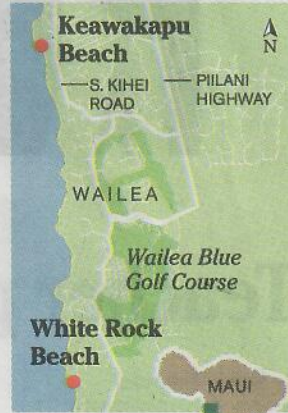 Keawakapu
Beach
N
S. KIHEI
ROAD
PIILANI
HIGHWAY
WAILEA
Wailea Blue
Golf Course
White Rock
Beach
MAUI